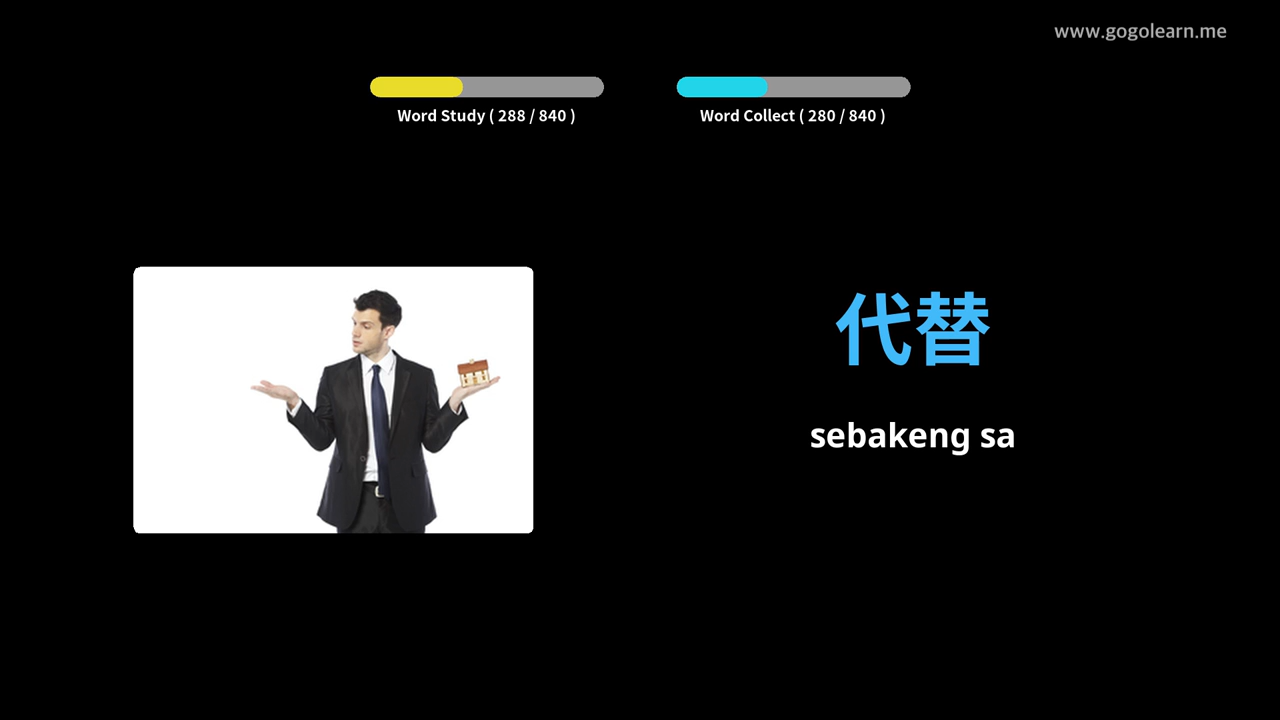 www.gogolearn.me
Word Study ( 288 / 840 )
Word Collect ( 280 / 840 )
代替
sebakeng sa